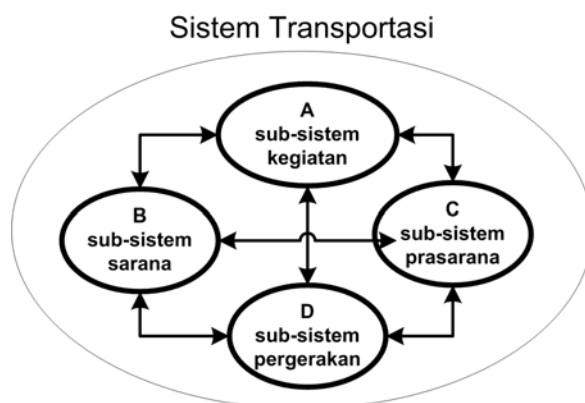 Sistem Transportasi
A
sub-sistem
kegiatan
B
sub-sistem
sarana
C
sub-sistem
prasarana
D
sub-sistem
pergerakan